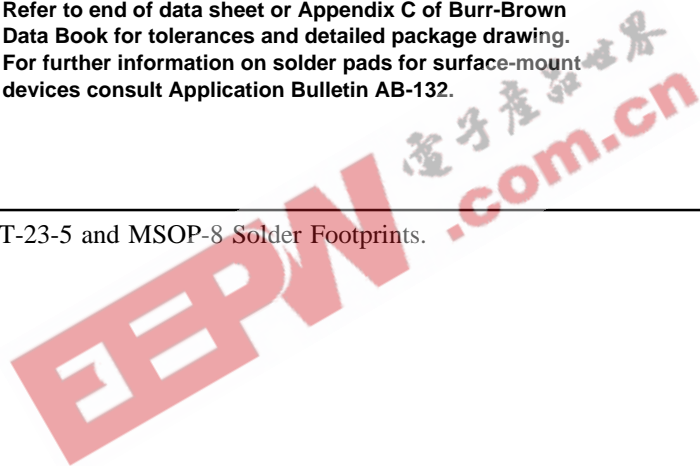 Refer to end of data sheet or Appendix C of Burr-Brown
Data Book for tolerances and detailed package drawing.
For further information on solder pads for surface-mount
devices consult Application Bulletin AB-132.
T-23-5 and MSOP-8 Solder Footprints.
EEPW 电子产品世界
.com.cn